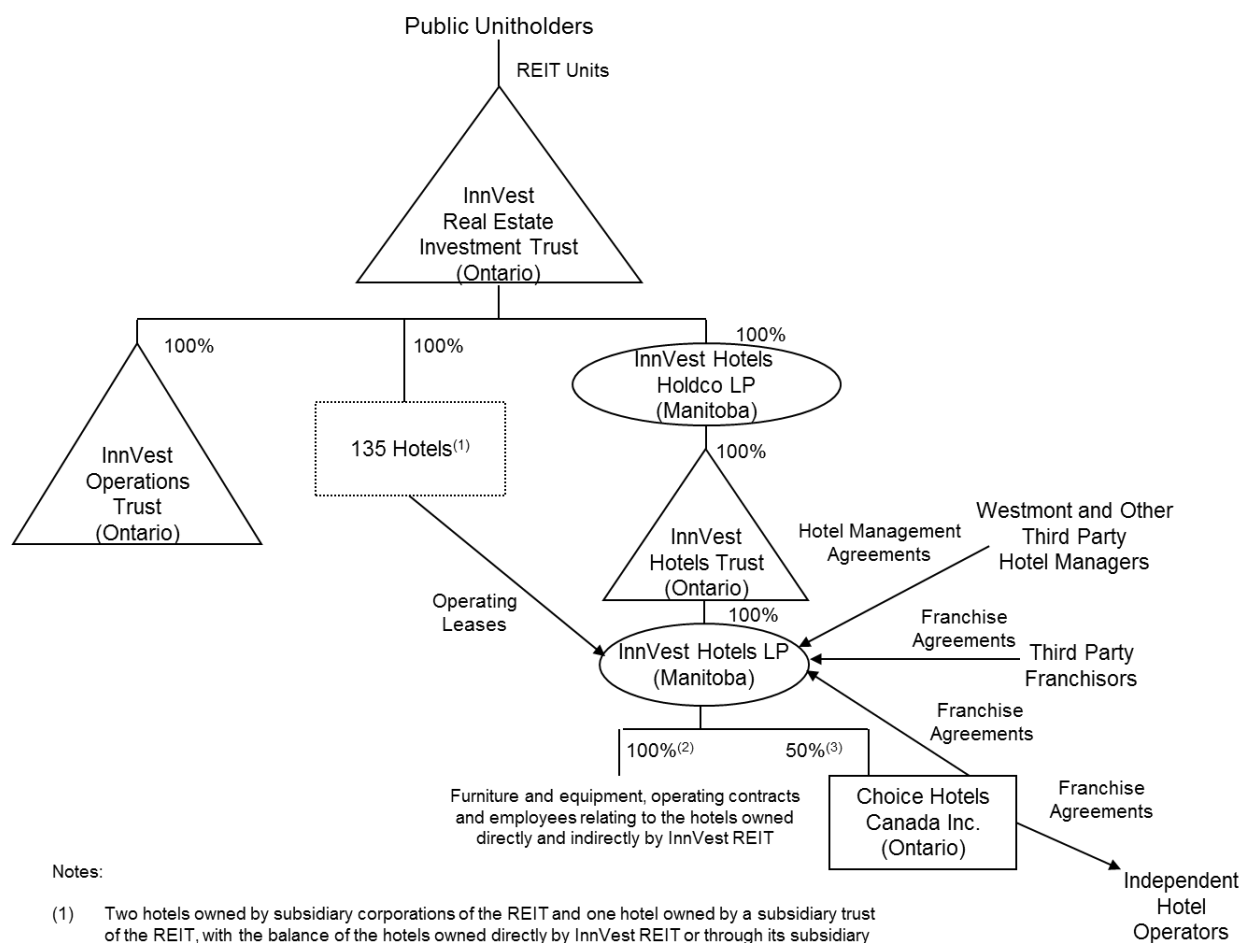 Public Unitholders
REIT Units
InnVest
Real Estate
Investment Trust
(Ontario)
100%
100%
100%
InnVest Hotels
Holdco LP
(Manitoba)
InnVest
Operations
Trust
(Ontario)
135 Hotels(1)
100%
InnVest
Hotels Trust
(Ontario)
Hotel Management
Agreements
Westmont and Other
Third Party
Hotel Managers
Operating
Leases
100%
InnVest Hotels LP
(Manitoba)
Franchise
Agreements
Third Party
Franchisors
Franchise
Agreements
100%(2)
50%(3)
Furniture and equipment, operating contracts
and employees relating to the hotels owned
directly and indirectly by InnVest REIT
Choice Hotels
Canada Inc.
(Ontario)
Franchise
Agreements
Independent
Hotel
Operators
Notes:
(1) Two hotels owned by subsidiary corporations of the REIT and one hotel owned by a subsidiary trust
of the REIT, with the balance of the hotels owned directly by InnVest REIT or through its subsidiary